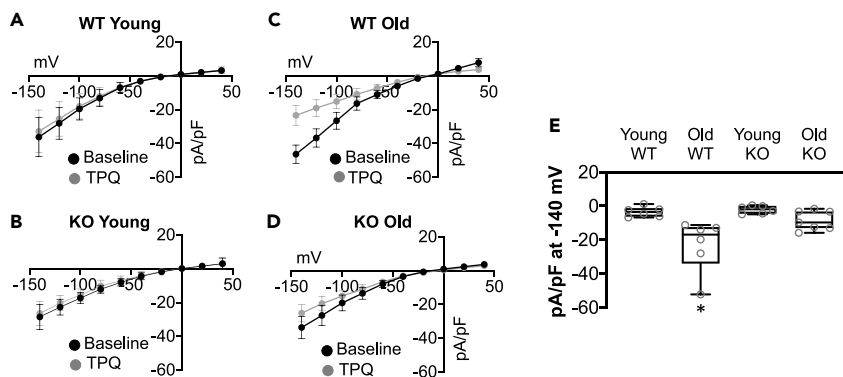 A WT Young
mV
20
-150 -100 -50 50
-20
-40
-60
pA/pF
Baseline
TPQ
C WT Old
mV
20
-150 -100 -50 50
-20
-40
-60
pA/pF
Baseline
TPQ
B KO Young
20
-150 -100 -50 50
-20
-40
-60
Baseline
TPQ
D KO Old
mV
20
-150 -100 -50 50
-20
-40
-60
pA/pF
Baseline
TPQ
E
Young Old Young Old
WT WT KO KO
pA/pF at -140 mV
20
0
-20
-40
-60
*